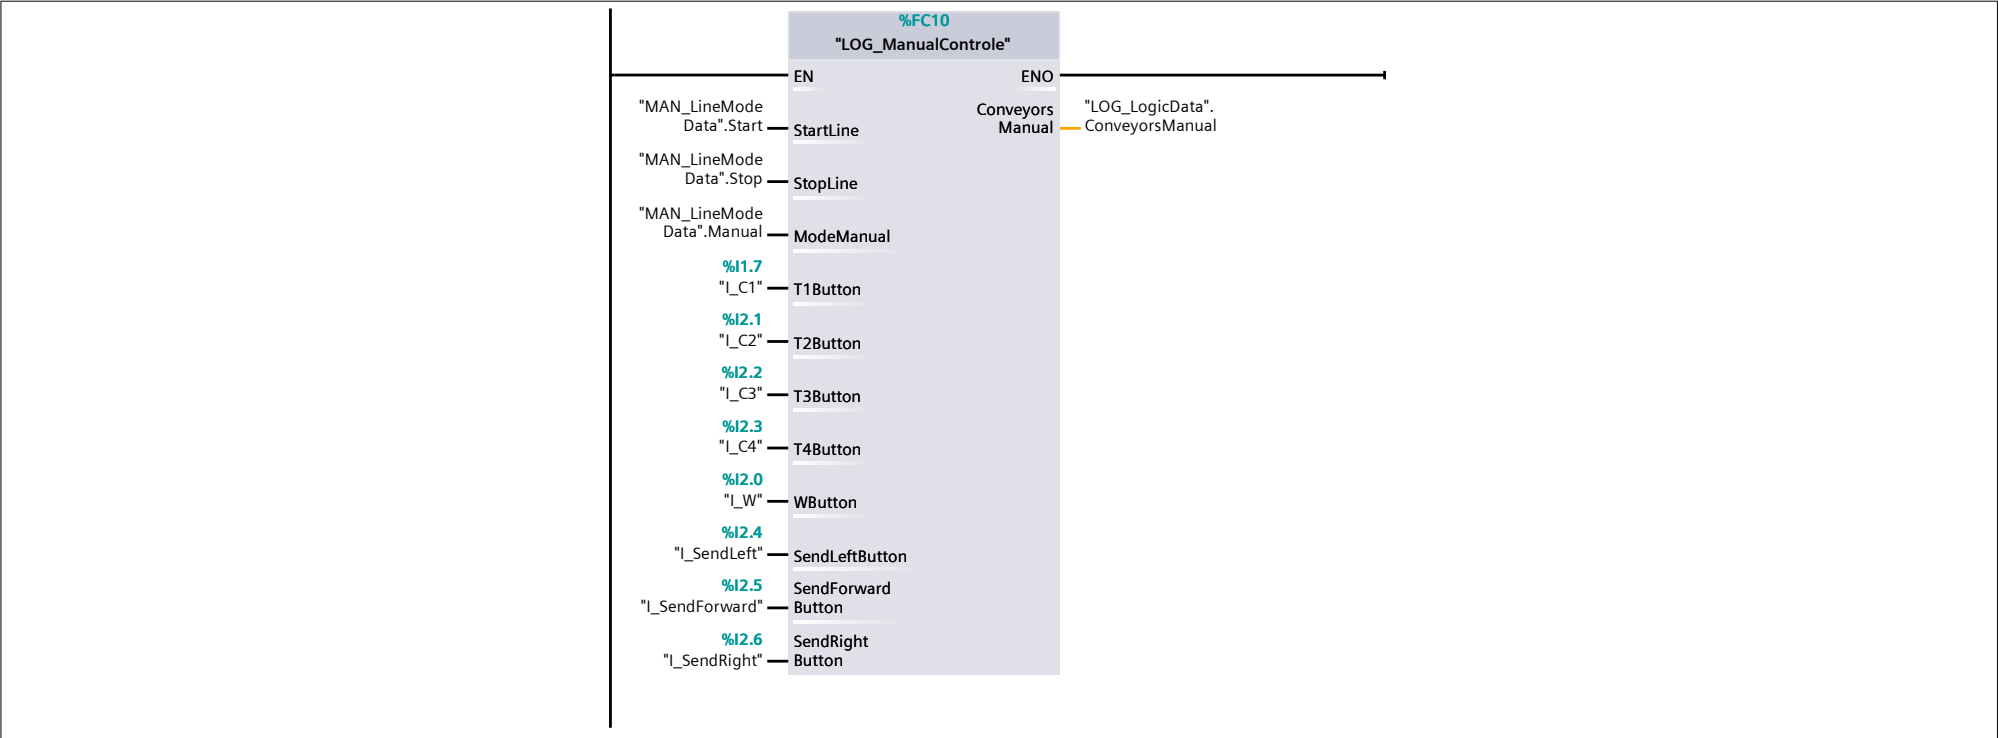 %FC10
"LOG_ManualControle"
EN
ENO
"MAN_LineMode
Data".Start
StartLine
Conveyors
Manual
"LOG_LogicData".
ConveyorsManual
"MAN_LineMode
Data".Stop
StopLine
"MAN_LineMode
Data".Manual
ModeManual
%I1.7
"I_C1"
T1Button
%I2.1
"I_C2"
T2Button
%I2.2
"I_C3"
T3Button
%I2.3
"I_C4"
T4Button
%I2.0
"I_W"
WButton
%I2.4
"I_SendLeft"
SendLeftButton
%I2.5
"I_SendForward"
SendForward
Button
%I2.6
"I_SendRight"
SendRight
Button